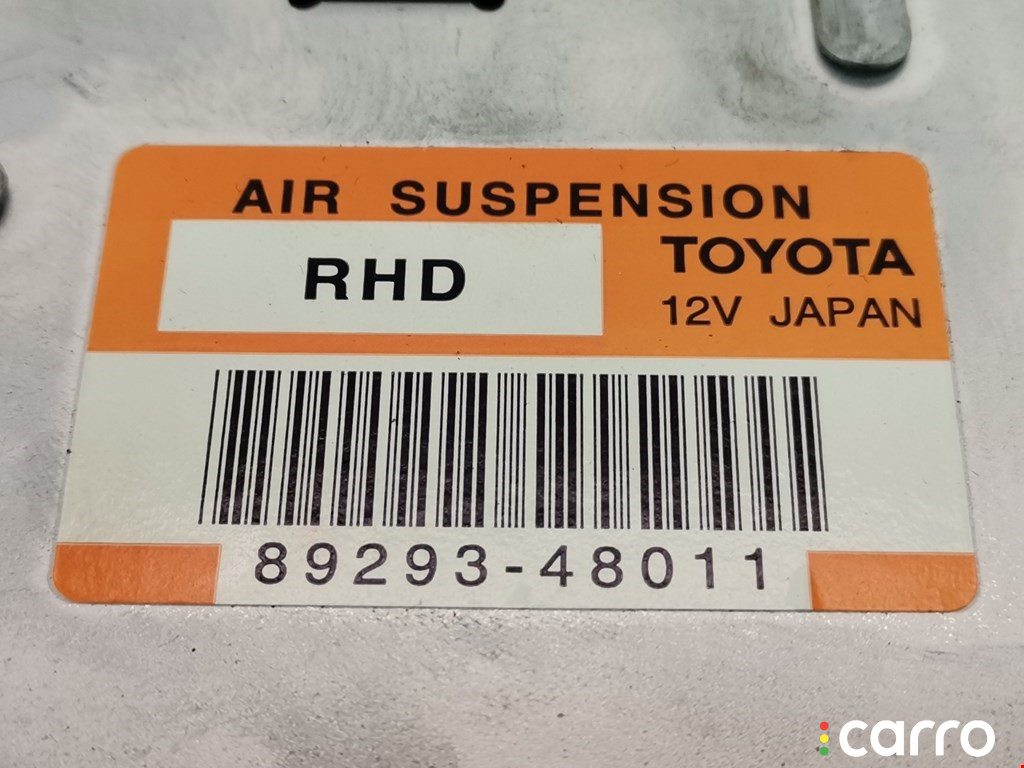 AIR SUSPENSION
RHD
TOYOTA
12V JAPAN
89293-48011
carro